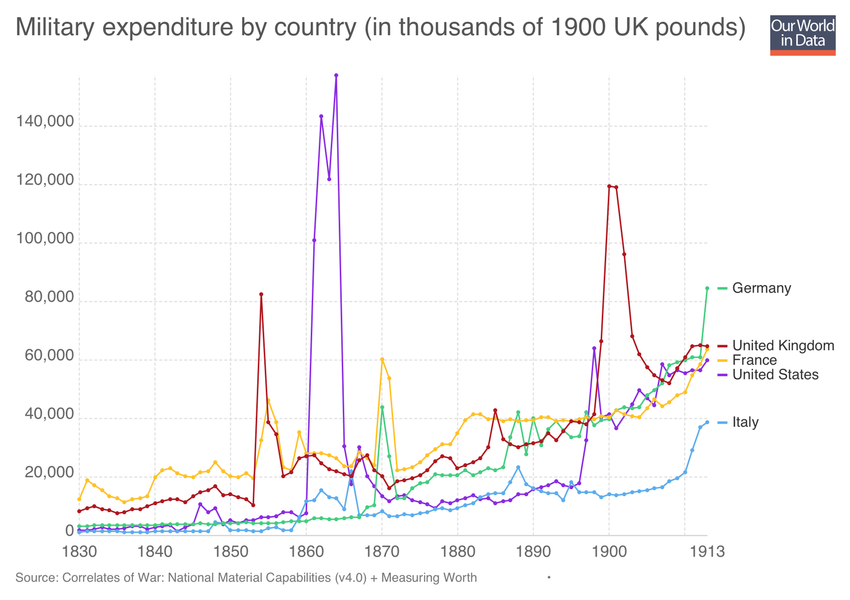 Military expenditure by country (in thousands of 1900 UK pounds)
Our World
in Data
140,000
120,000
100,000
80,000
60,000
40,000
20,000
0
1830 1840 1850 1860 1870 1880 1890 1900 1913
Germany
United Kingdom
France
United States
Italy
Source: Correlates of War: National Material Capabilities (v4.0) + Measuring Worth •